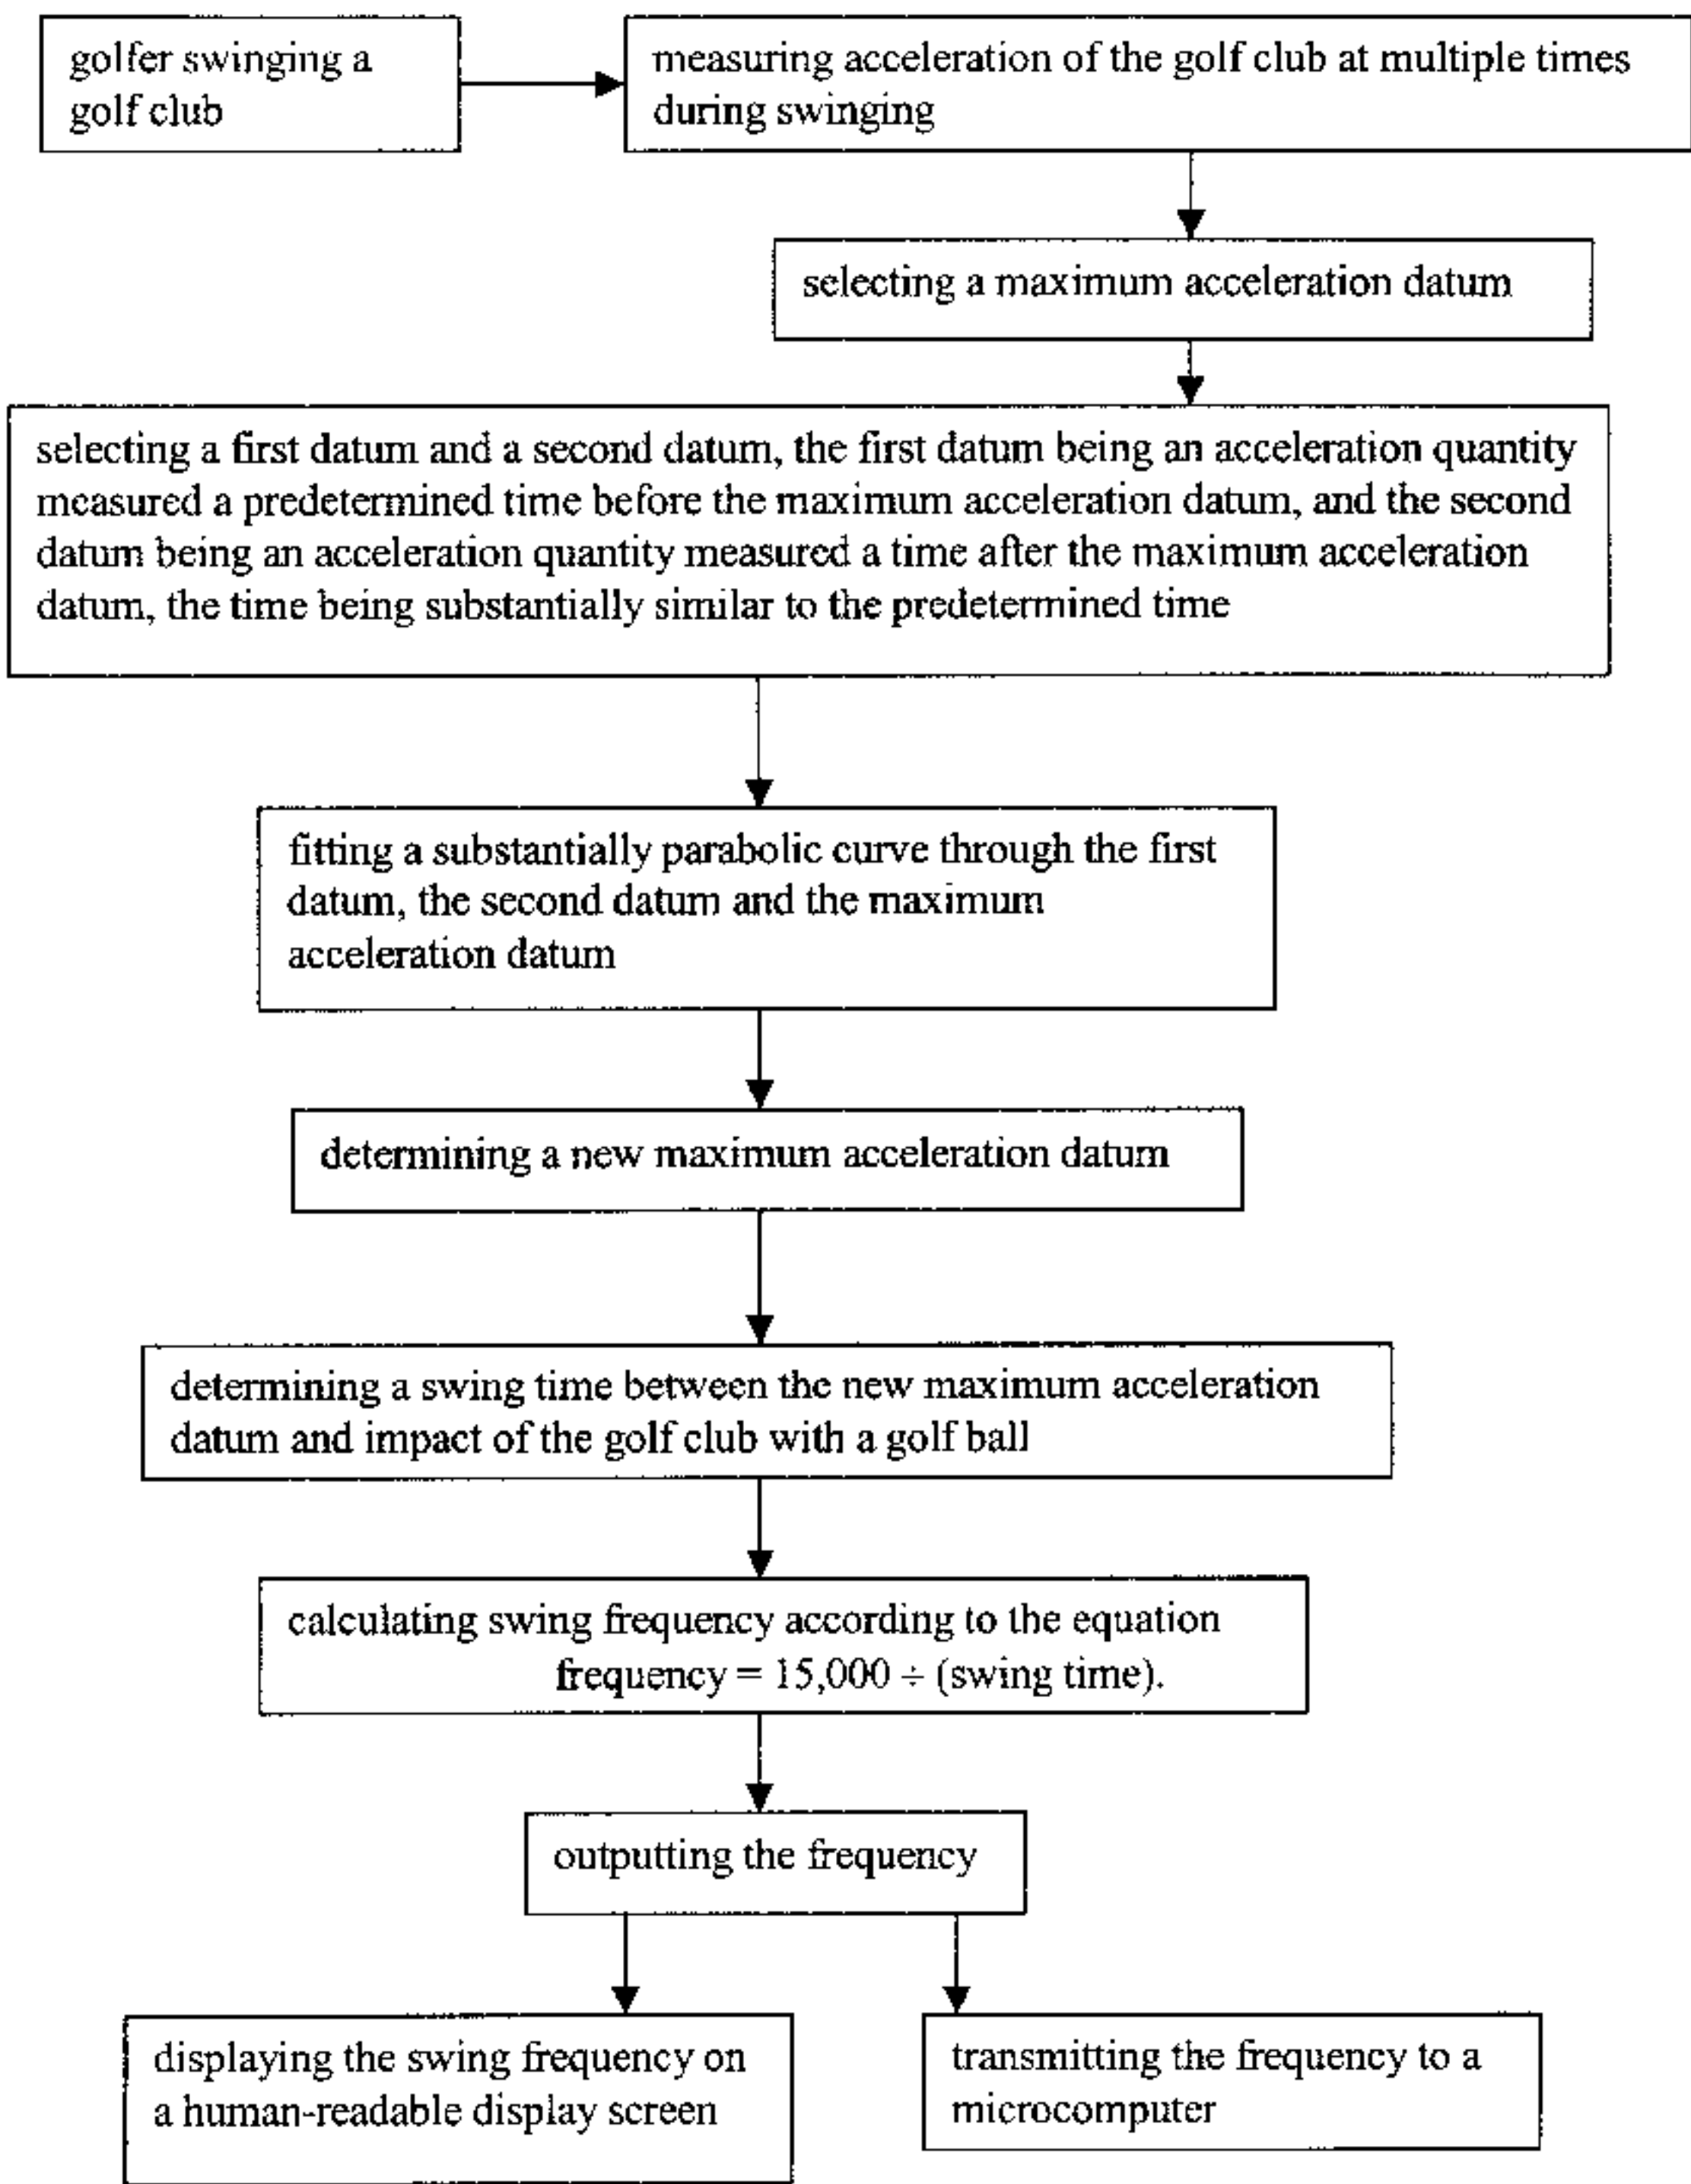 golfer swinging a
golf club
measuring acceleration of the golf club at multiple times
during swinging
selecting a maximum acceleration datum
selecting a first datum and a second datum, the first datum being an acceleration quantity
measured a predetermined time before the maximum acceleration datum, and the second
datum being an acceleration quantity measured a time after the maximum acceleration
datum, the time being substantially similar to the predetermined time
fitting a substantially parabolic curve through the first
datum, the second datum and the maximum
acceleration datum
determining a new maximum acceleration datum
determining a swing time between the new maximum acceleration
datum and impact of the golf club with a golf ball
calculating swing frequency according to the equation
frequency = 15,000 ÷ (swing time).
outputting the frequency
displaying the swing frequency on
a human-readable display screen
transmitting the frequency to a
microcomputer